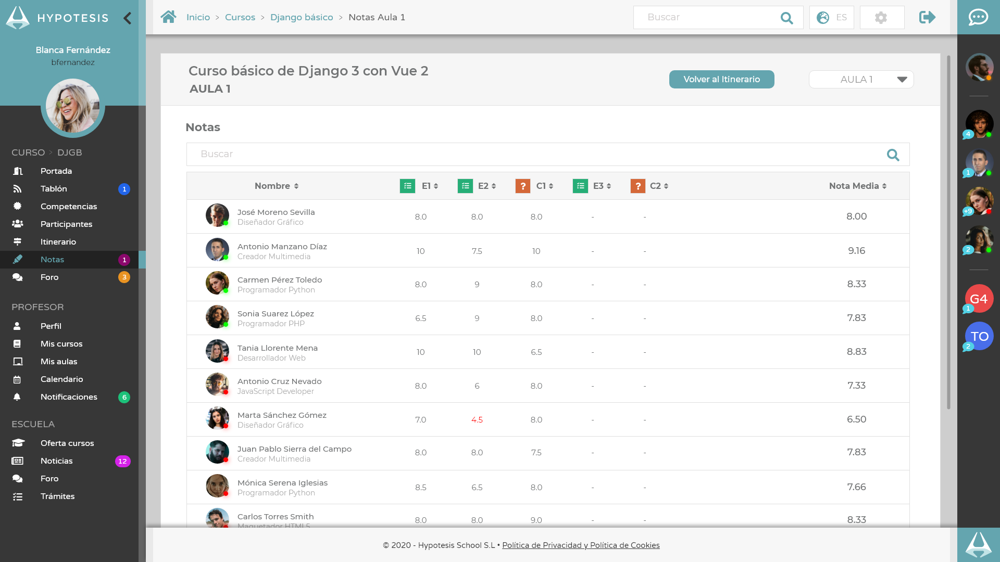 HYPOTESIS
Inicio > Cursos > Django básico > Notas Aula 1
Buscar
ES
Blanca Fernández
bfernandez
CURSO > DJGB
Portada
Tablón 1
Competencias
Participantes
Itinerario
Notas 1
Foro 3
PROFESOR
Perfil
Mis cursos
Mis aulas
Calendario
Notificaciones 6
ESCUELA
Oferta cursos
Noticias 12
Foro
Trámites
Curso básico de Django 3 con Vue 2
AULA 1
Volver al Itinerario
AULA 1
Notas
Buscar
Nombre E1 E2 ? C1 E3 ? C2 Nota Media
José Moreno Sevilla
Diseñador Gráfico
8.0 8.0 8.0 - - 8.00
Antonio Manzano Díaz
Creador Multimedia
10 7.5 10 - - 9.16
Carmen Pérez Toledo
Programador Python
8.0 9 8.0 - - 8.33
Sonia Suarez López
Programador PHP
6.5 9 8.0 - - 7.83
Tania Llorente Mena
Desarrollador Web
10 10 6.5 - - 8.83
Antonio Cruz Nevado
JavaScript Developer
8.0 6 8.0 - - 7.33
Marta Sánchez Gómez
Diseñador Gráfico
7.0 4.5 8.0 - - 6.50
Juan Pablo Sierra del Campo
Creador Multimedia
8.0 8.0 7.5 - - 7.83
Mónica Serena Iglesias
Programador Python
8.5 6.5 8.0 - - 7.66
Carlos Torres Smith
Maquetador HTML5
8.0 8.0 9.0 - - 8.33
© 2020 - Hypotesis School S.L • Política de Privacidad y Política de Cookies
4
1
+9
2
G4
1
TO
2